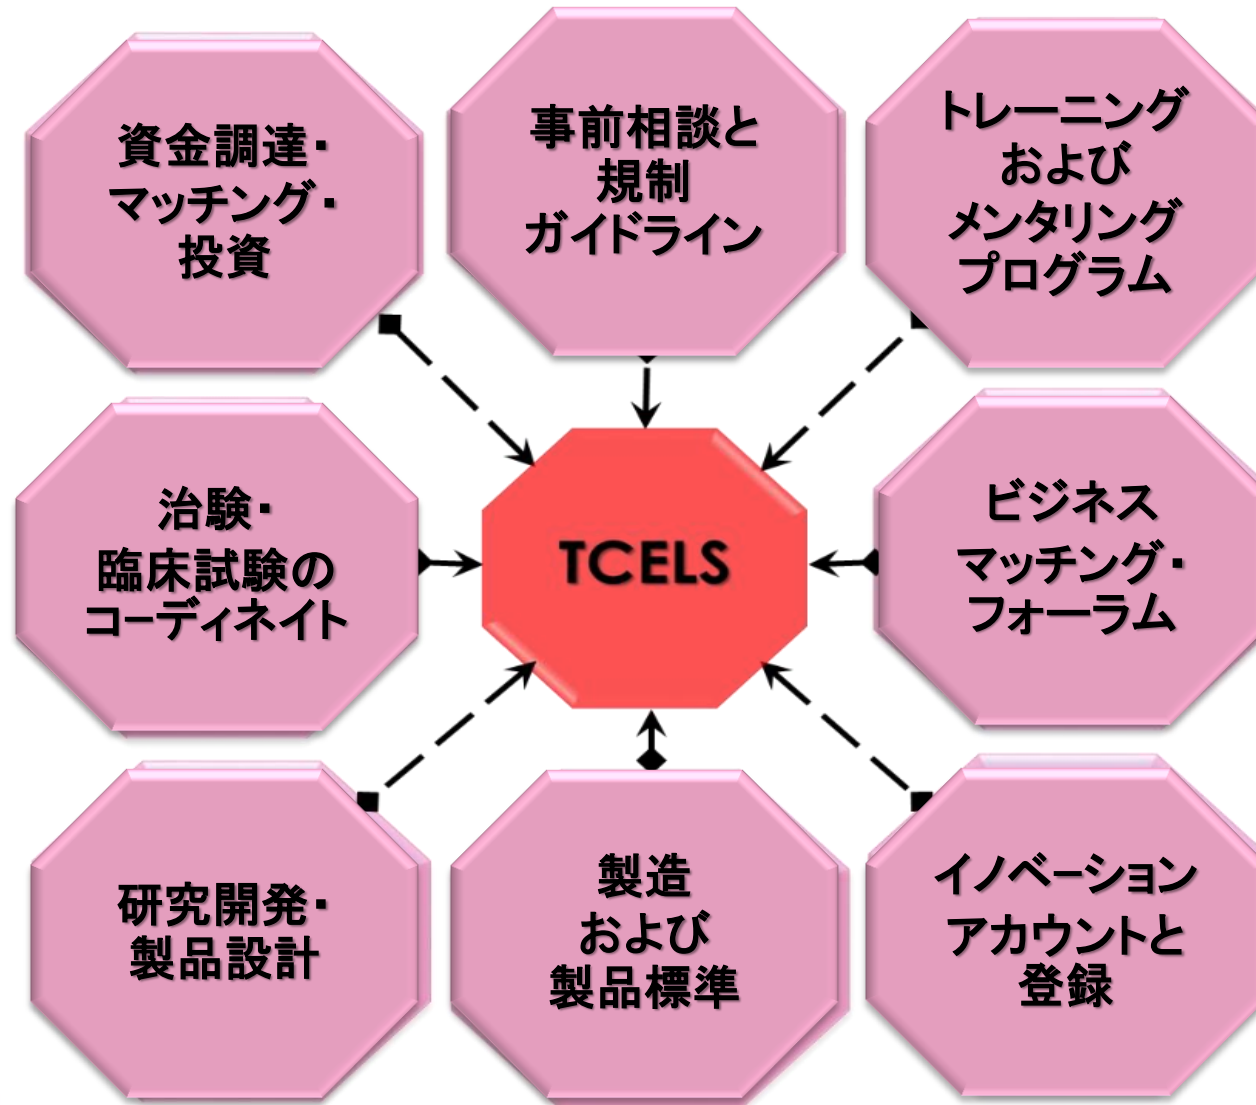 資金調達・
マッチング・
投資
事前相談と
規制
ガイドライン
トレーニング
および
メンタリング
プログラム
治験・
臨床試験の
コーディネイト
TCELS
ビジネス
マッチング・
フォーラム
研究開発・
製品設計
製造
および
製品標準
イノベーション
アカウントと
登録